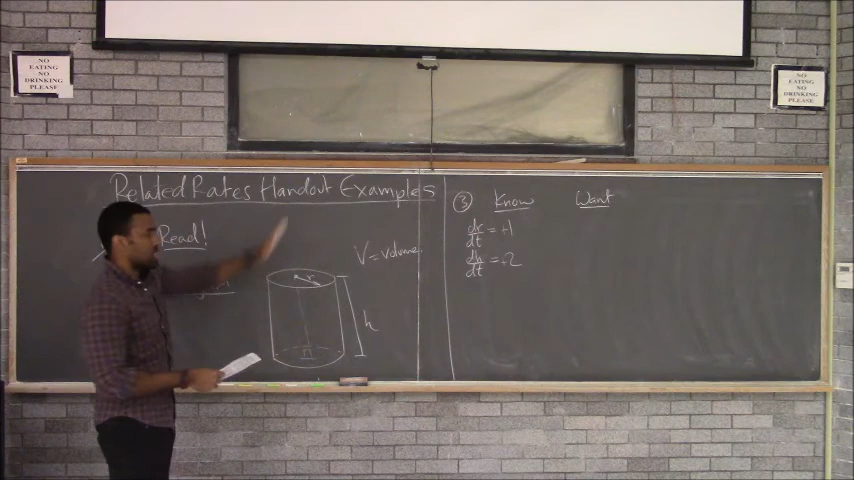 NO
EATING
NO
DRINKING
PLEASE
NO
EATING
NO
DRINKING
PLEASE
Related Rates Handout Examples
Read!
V = volume
r
h
③ Know Want
dr/dt = +1
dh/dt = +2